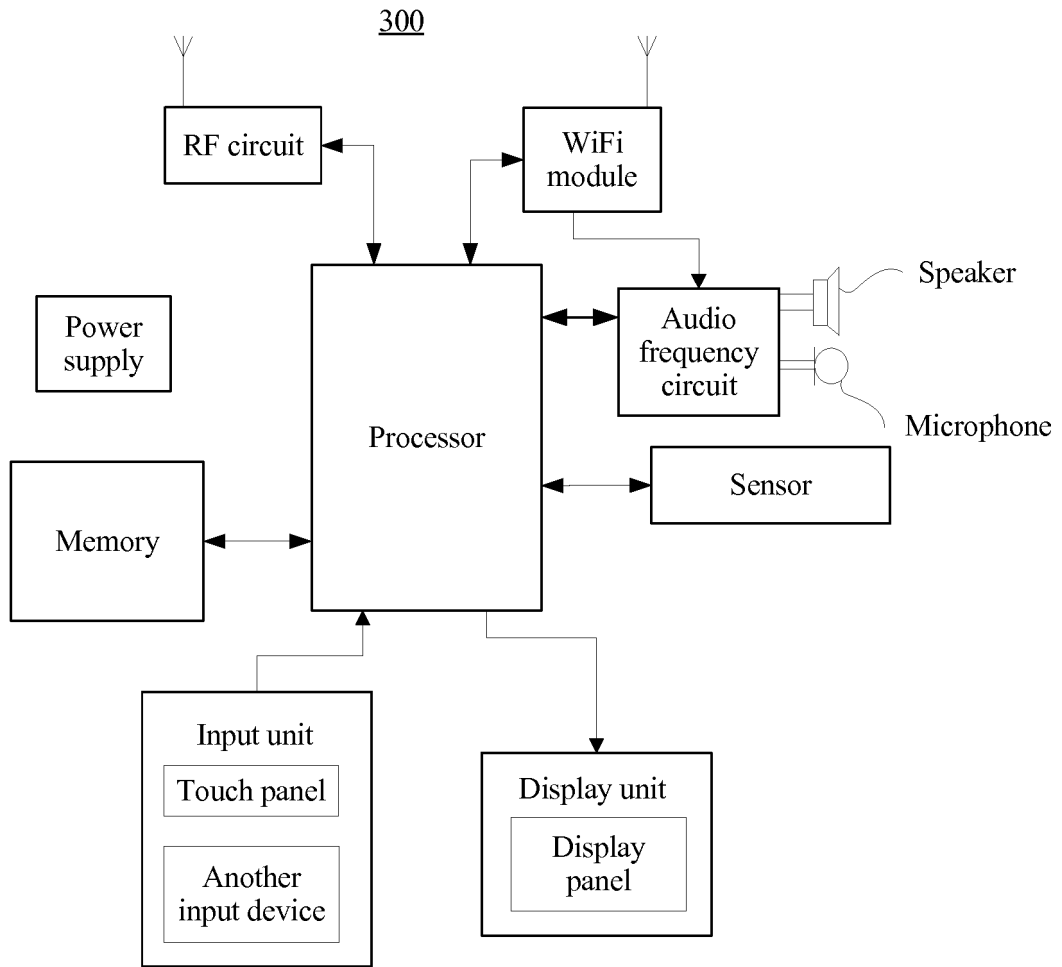 300
RF circuit
WiFi
module
Speaker
Power
supply
Audio
frequency
circuit
Processor
Microphone
Sensor
Memory
Input unit
Touch panel
Another
input device
Display unit
Display
panel